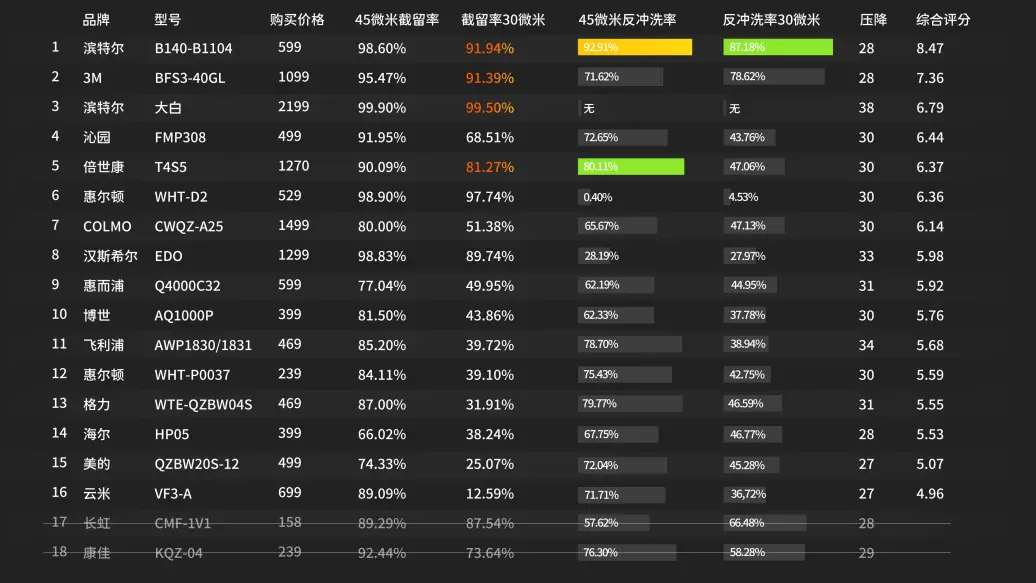 品牌 型号 购买价格 45微米截留率 截留率30微米 45微米反冲洗率 反冲洗率30微米 压降 综合评分
1 滨特尔 B140-B1104 599 98.60% 91.94% 92.91% 87.18% 28 8.47
2 3M BFS3-40GL 1099 95.47% 91.39% 71.62% 78.62% 28 7.36
3 滨特尔 大白 2199 99.90% 99.50% 无 无 38 6.79
4 沁园 FMP308 499 91.95% 68.51% 72.65% 43.76% 30 6.44
5 倍世康 T4S5 1270 90.09% 81.27% 80.11% 47.06% 30 6.37
6 惠尔顿 WHT-D2 529 98.90% 97.74% 0.40% 4.53% 30 6.36
7 COLMO CWQZ-A25 1499 80.00% 51.38% 65.67% 47.13% 30 6.14
8 汉斯希尔 EDO 1299 98.83% 89.74% 28.19% 27.97% 33 5.98
9 惠而浦 Q4000C32 599 77.04% 49.95% 62.19% 44.95% 31 5.92
10 博世 AQ1000P 399 81.50% 43.86% 62.33% 37.78% 30 5.76
11 飞利浦 AWP1830/1831 469 85.20% 39.72% 78.70% 38.94% 34 5.68
12 惠尔顿 WHT-P0037 239 84.11% 39.10% 75.43% 42.75% 30 5.59
13 格力 WTE-QZBW04S 469 87.00% 31.91% 79.77% 46.59% 31 5.55
14 海尔 HP05 399 66.02% 38.24% 67.75% 46.77% 28 5.53
15 美的 QZBW20S-12 499 74.33% 25.07% 72.04% 45.28% 27 5.07
16 云米 VF3-A 699 89.09% 12.59% 71.71% 36,72% 27 4.96
17 长虹 CMF-1V1 158 89.29% 87.54% 57.62% 66.48% 28
18 康佳 KQZ-04 239 92.44% 73.64% 76.30% 58.28% 29